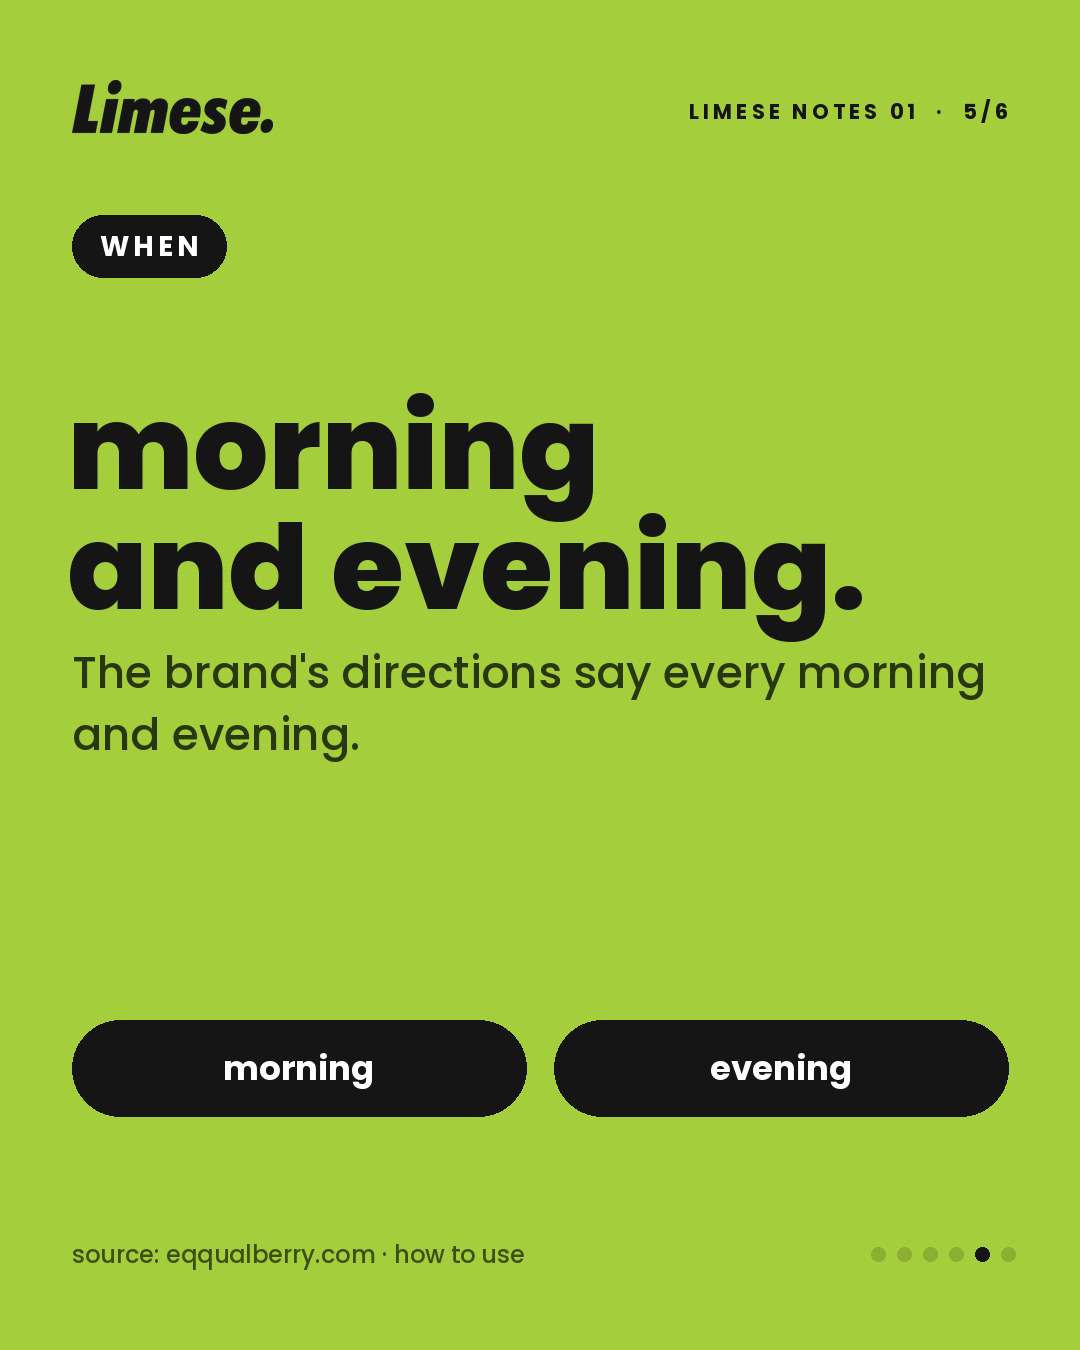 Limese.
LIMESE NOTES 01 · 5/6
WHEN
morning
and evening.
The brand's directions say every morning
and evening.
morning
evening
source: eqqualberry.com · how to use